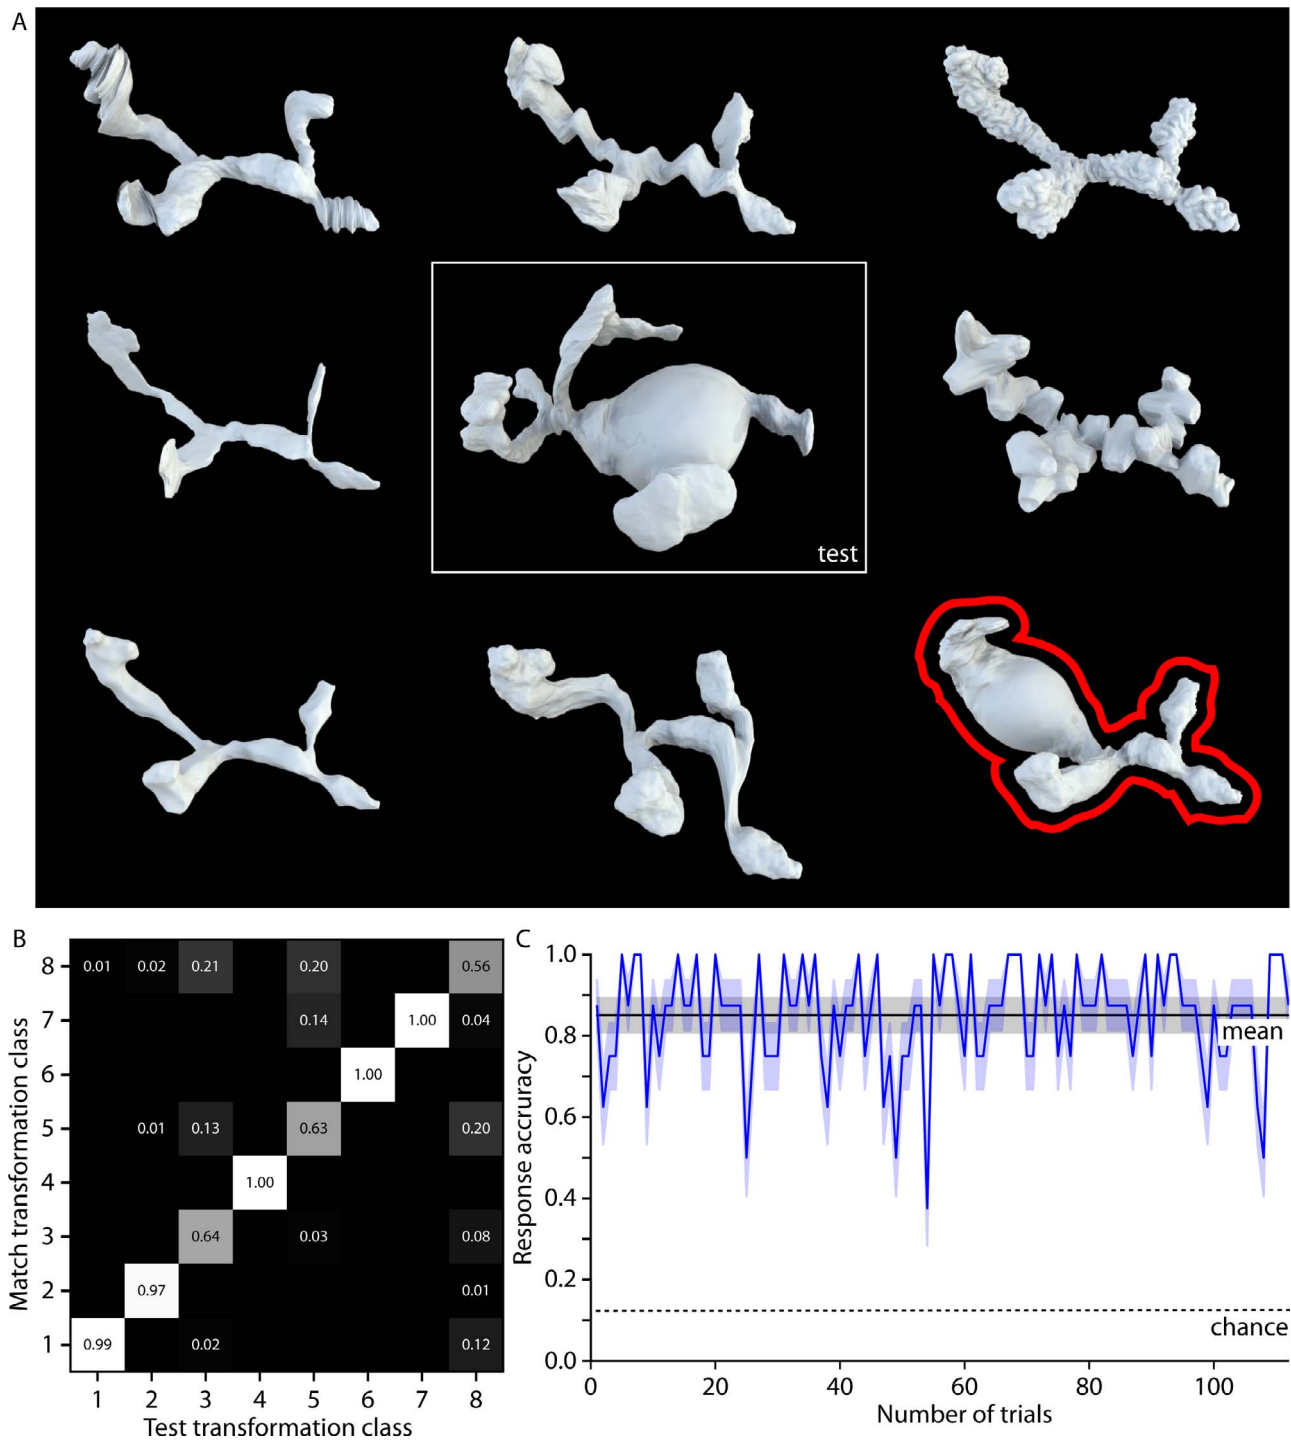 A
test
B
8
0.01 0.02 0.21 0.20 0.56
7
0.14 1.00 0.04
6
1.00
5
0.01 0.13 0.63 0.20
4
1.00
3
0.64 0.03 0.08
2
0.97 0.01
1
0.99 0.02 0.12
1 2 3 4 5 6 7 8
Match transformation class
Test transformation class
C
1.0
0.8
0.6
0.4
0.2
0.0
Response accruracy
mean
chance
0 20 40 60 80 100
Number of trials